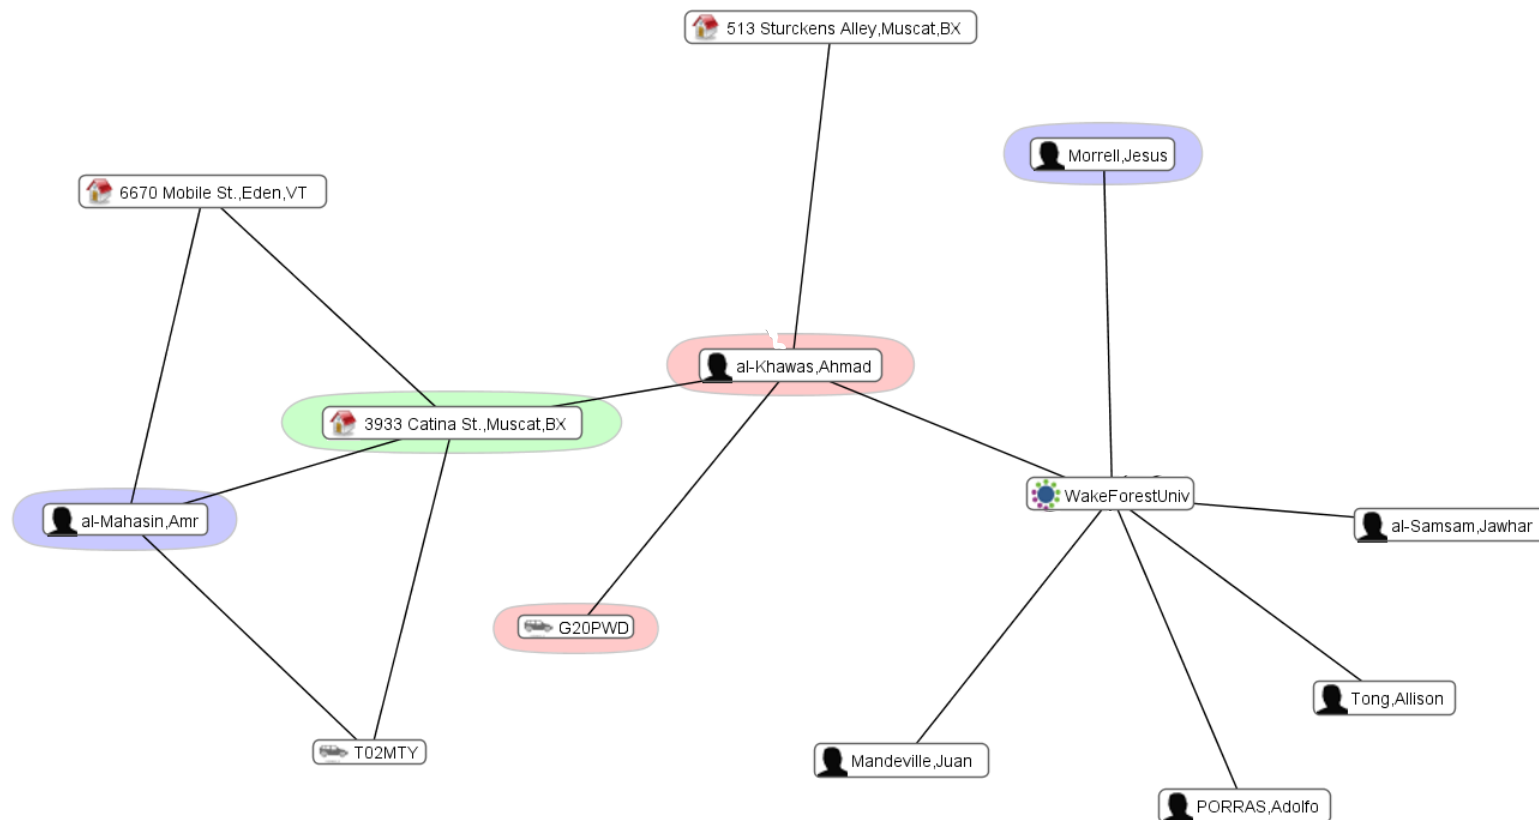 513 Sturckens Alley,Muscat,BX
Morrell,Jesus
6670 Mobile St.,Eden,VT
al-Khawas,Ahmad
3933 Catina St.,Muscat,BX
WakeForestUniv
al-Mahasin,Amr
al-Samsam,Jawhar
G20PWD
Tong,Allison
T02MTY
Mandeville,Juan
PORRAS,Adolfo